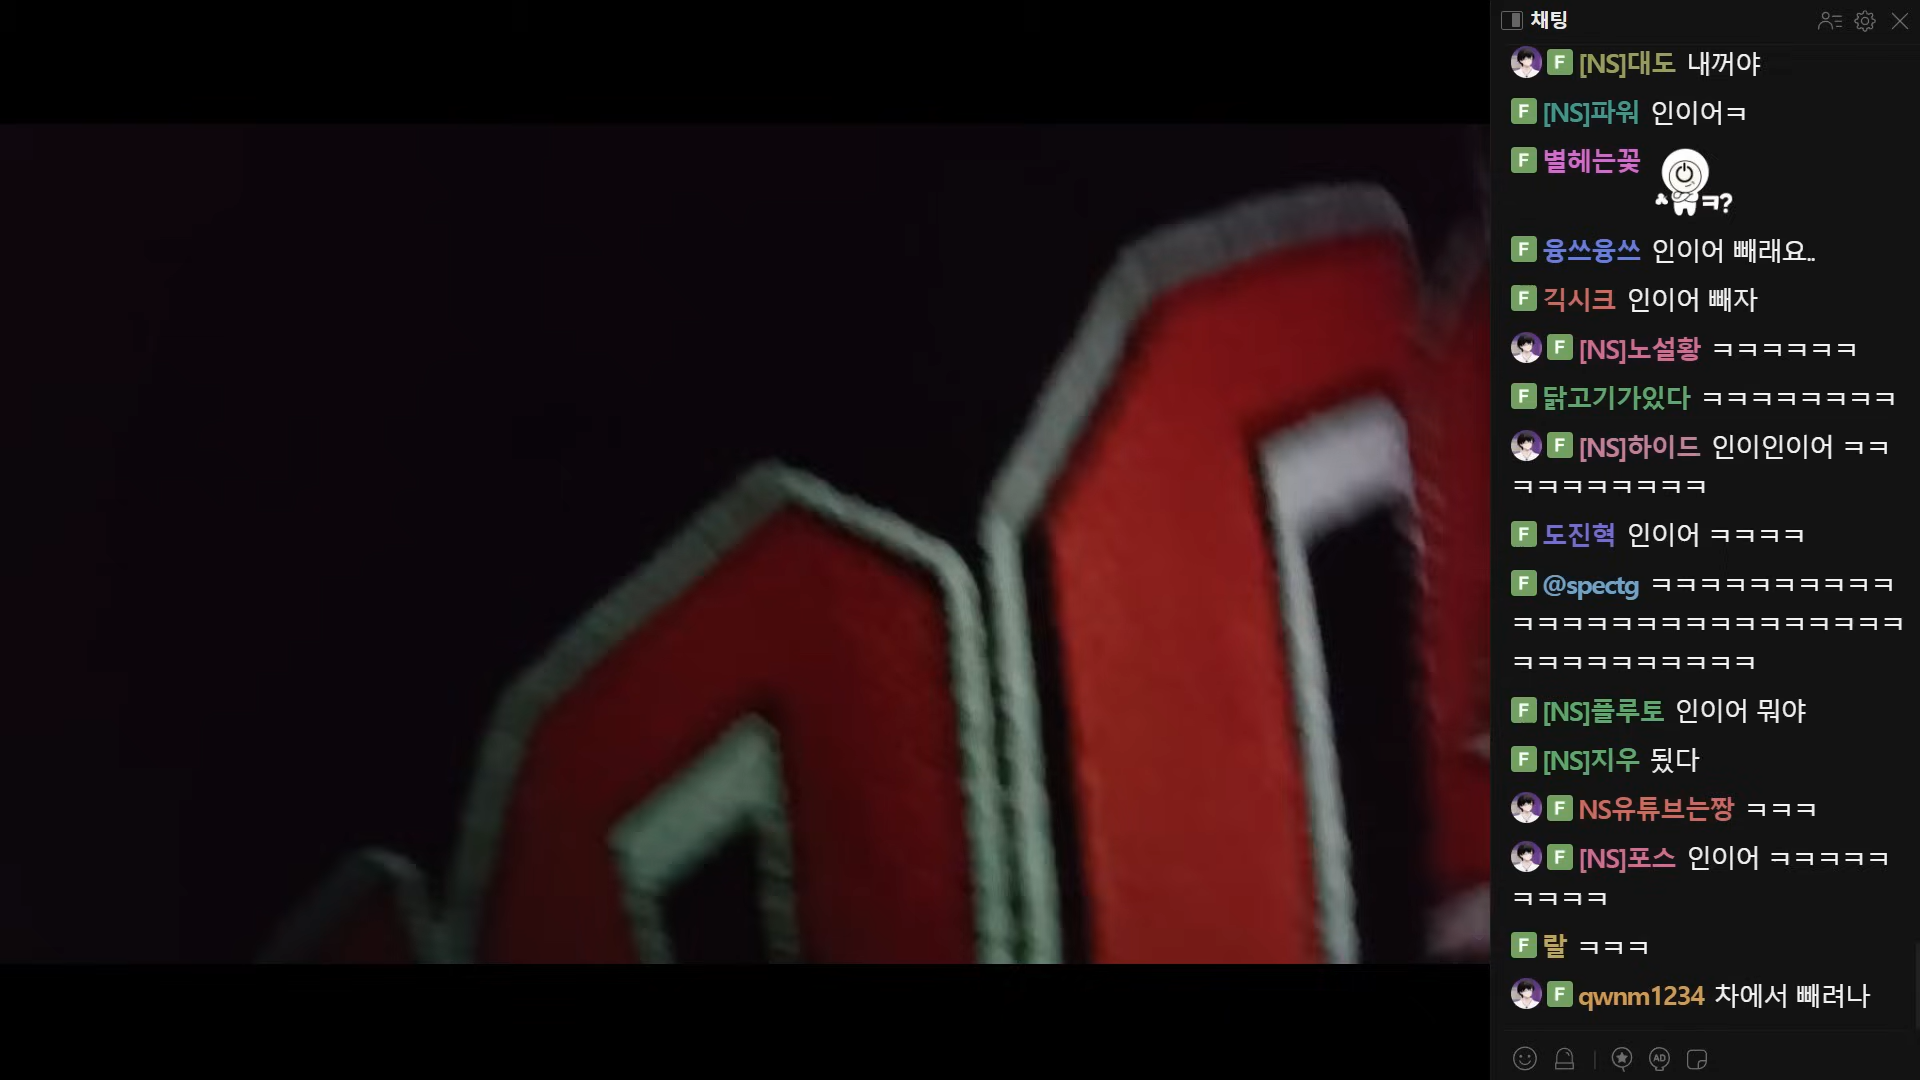 채팅
F [NS]대도 내꺼야
F [NS]파워 인이어ㅋ
F 별헤는꽃 ㅋ?
F 융쓰융쓰 인이어 빼래요..
F 긱시크 인이어 빼자
F [NS]노설황 ㅋㅋㅋㅋㅋㅋ
F 닭고기가있다 ㅋㅋㅋㅋㅋㅋㅋㅋ
F [NS]하이드 인이인이어 ㅋㅋ
ㅋㅋㅋㅋㅋㅋㅋㅋ
F 도진혁 인이어 ㅋㅋㅋㅋ
F @spectg ㅋㅋㅋㅋㅋㅋㅋㅋㅋㅋ
ㅋㅋㅋㅋㅋㅋㅋㅋㅋㅋㅋㅋㅋㅋㅋㅋ
ㅋㅋㅋㅋㅋㅋㅋㅋㅋㅋ
F [NS]플루토 인이어 뭐야
F [NS]지우 됬다
F NS유튜브는짱 ㅋㅋㅋ
F [NS]포스 인이어 ㅋㅋㅋㅋㅋ
ㅋㅋㅋㅋ
F 랄 ㅋㅋㅋ
F qwnm1234 차에서 빼려나
AD